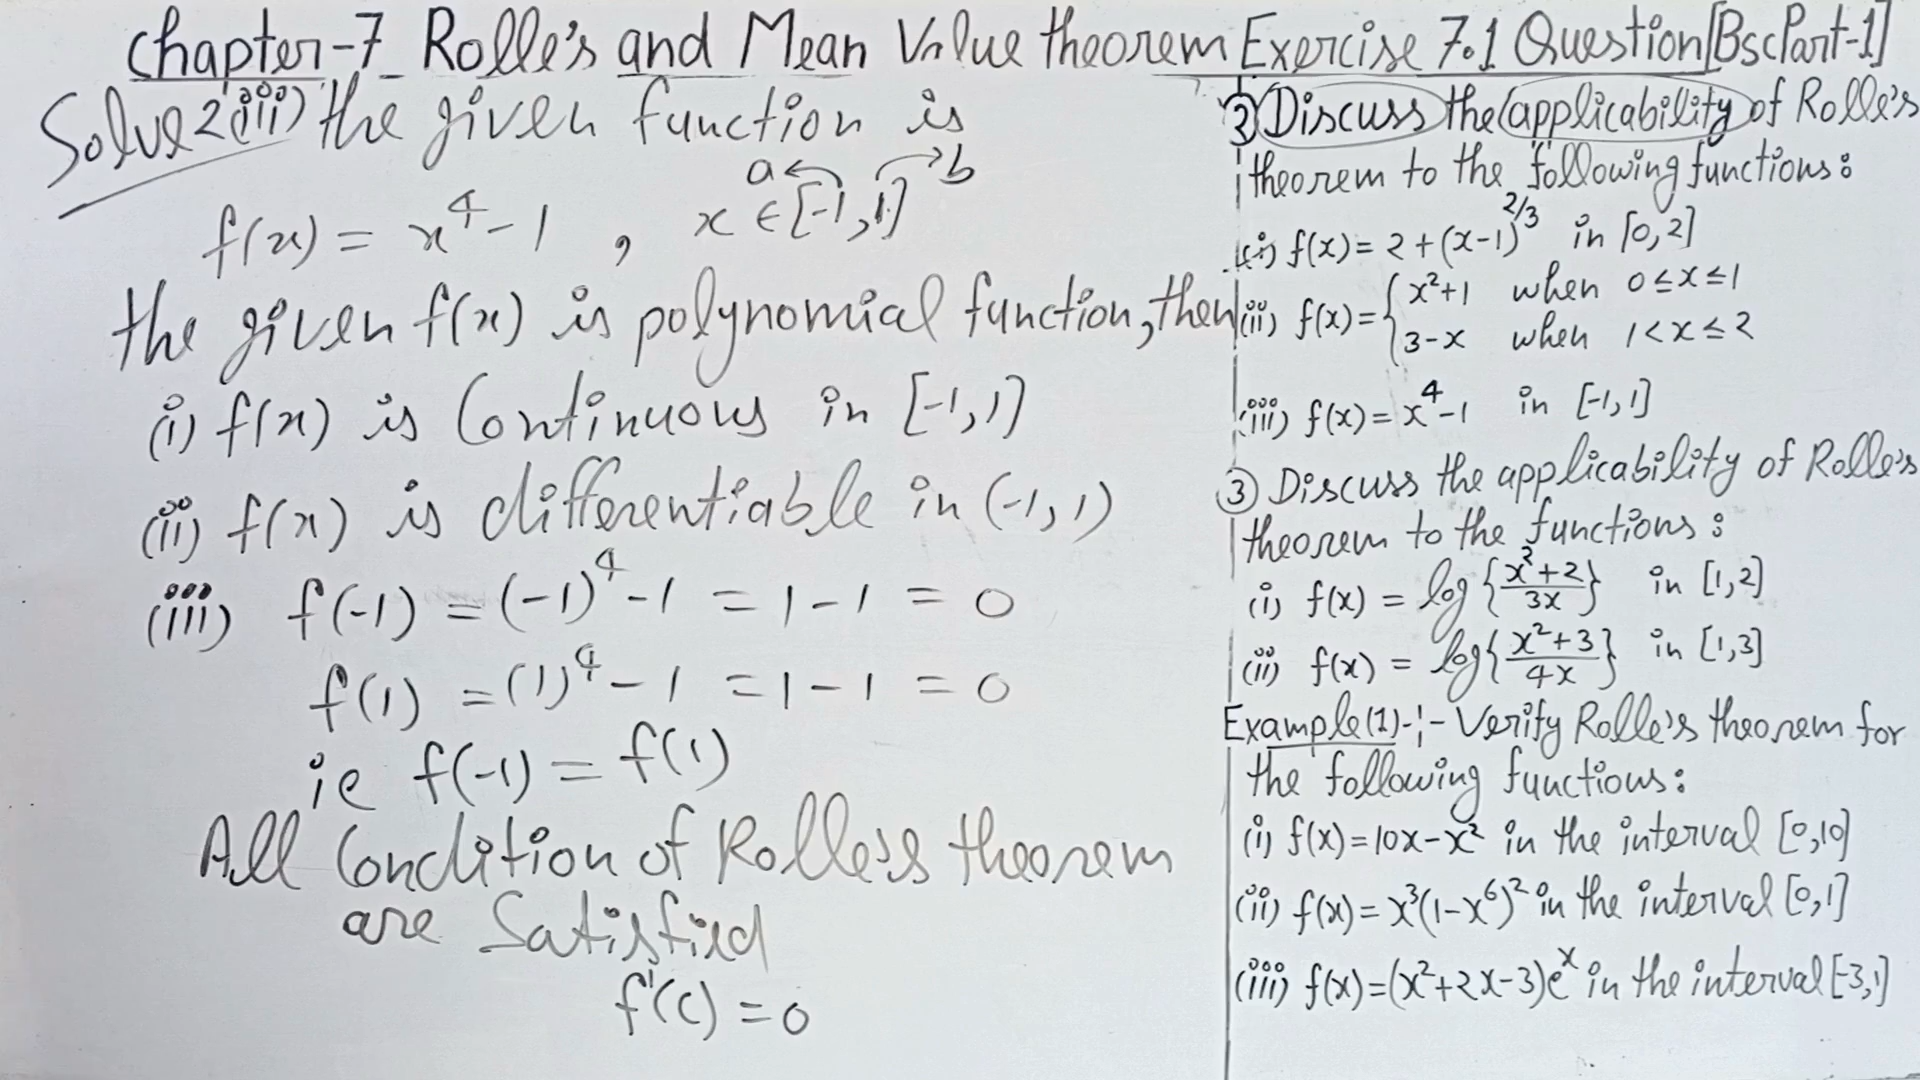 Chapter-7 Rolle's and Mean Value theorem Exercise 7.1 Question [BscPart-1]
Solve 2(iii) the given function is
a ← → b
f(x) = x⁴-1 , x ∈ [-1,1]
the given f(x) is polynomial function, then
(i) f(x) is Continuous in [-1,1]
(ii) f(x) is differentiable in (-1,1)
(iii) f(-1) = (-1)⁴-1 = 1-1 = 0
f(1) = (1)⁴-1 = 1-1 = 0
ie f(-1) = f(1)
All Condition of Rolle's theorem
are Satisfied
f'(c) = 0
② Discuss the applicability of Rolle's
theorem to the following functions:
(i) f(x) = 2+(x-1)^2/3 in [0,2]
(ii) f(x) = { x²+1 when 0≤x≤1
3-x when 1<x≤2
(iii) f(x) = x⁴-1 in [-1,1]
③ Discuss the applicability of Rolle's
theorem to the functions:
(i) f(x) = log{(x²+2)/3x} in [1,2]
(ii) f(x) = log{(x²+3)/4x} in [1,3]
Example(1)-:- Verify Rolle's theorem for
the following functions:
(i) f(x)=10x-x² in the interval [0,10]
(ii) f(x)=x³(1-x⁶)² in the interval [0,1]
(iii) f(x)=(x²+2x-3)eˣ in the interval [-3,1]